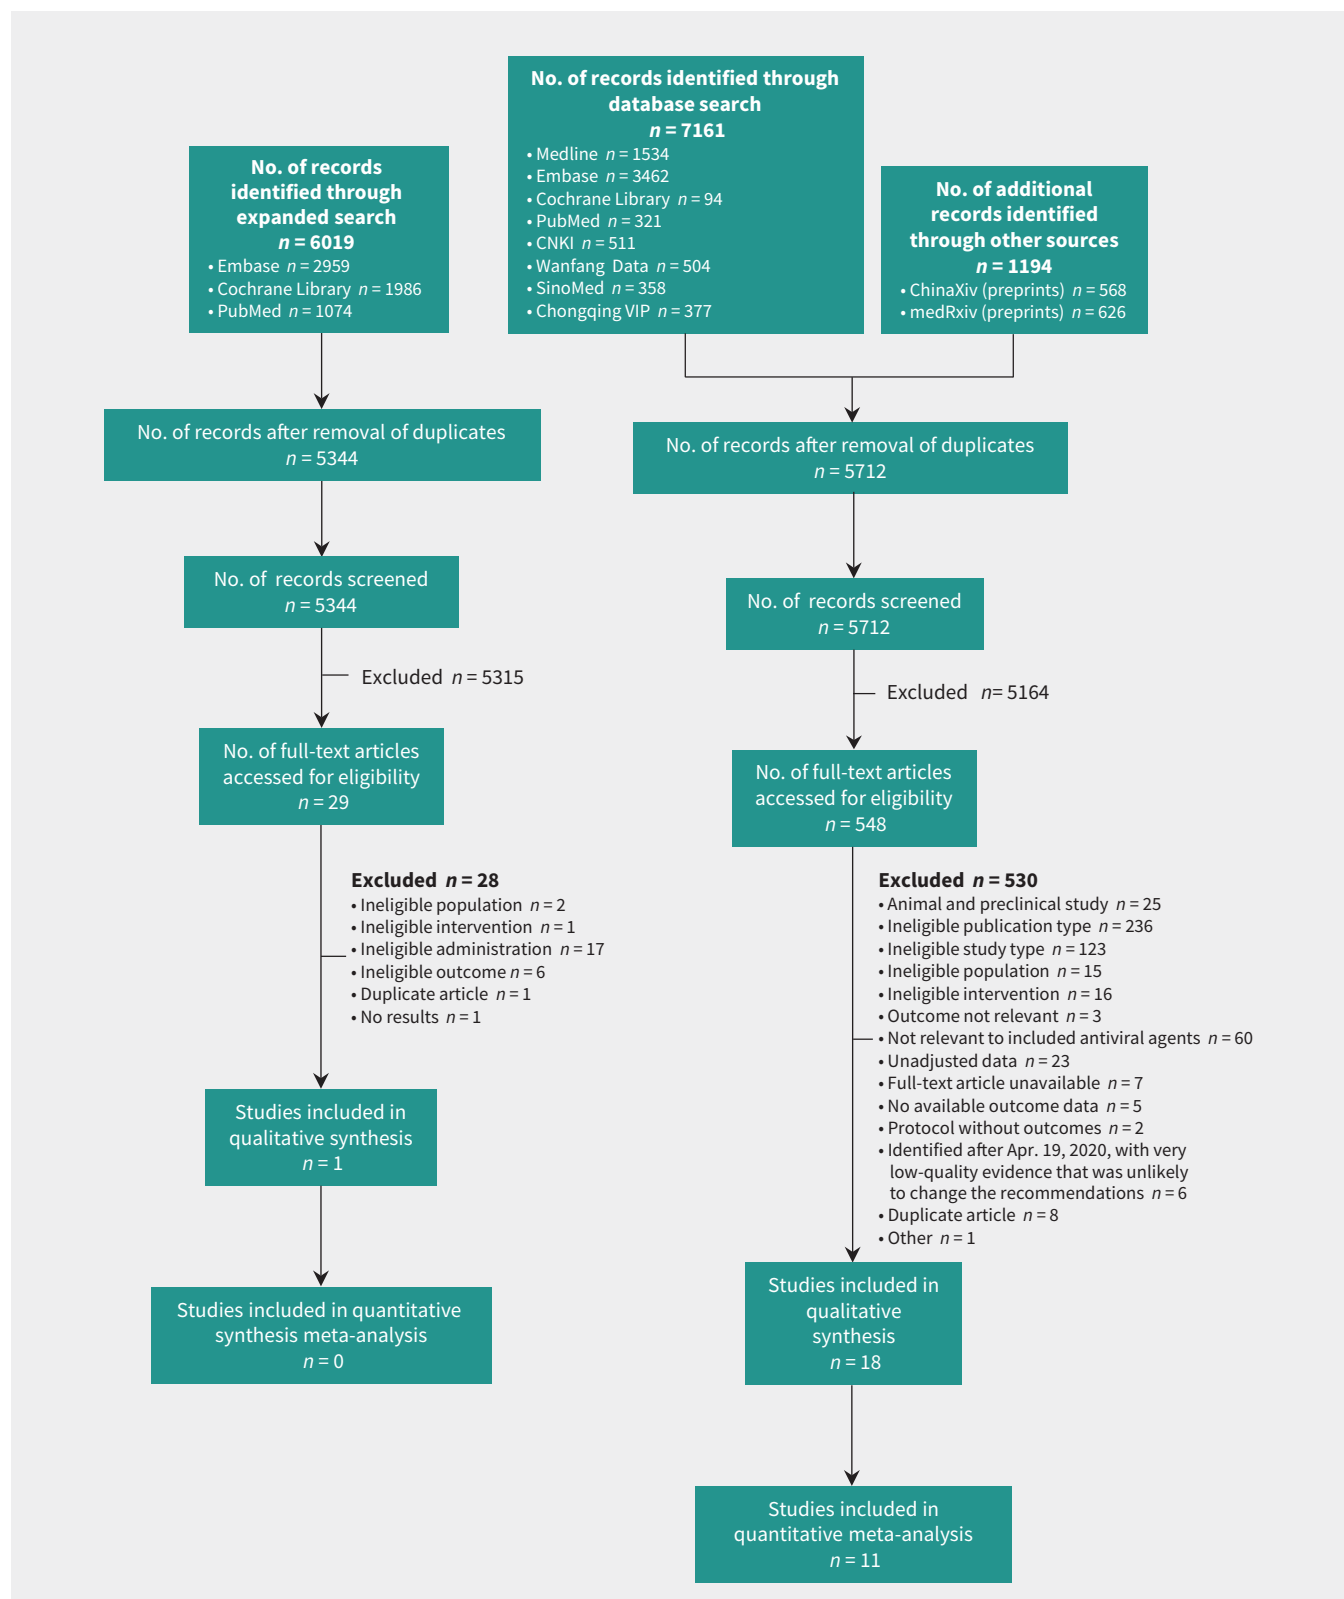 No. of records
identified through
expanded search
n = 6019
• Embase n = 2959
• Cochrane Library n = 1986
• PubMed n = 1074
No. of records identified through
database search
n = 7161
• Medline n = 1534
• Embase n = 3462
• Cochrane Library n = 94
• PubMed n = 321
• CNKI n = 511
• Wanfang Data n = 504
• SinoMed n = 358
• Chongqing VIP n = 377
No. of additional
records identified
through other sources
n = 1194
• ChinaXiv (preprints) n = 568
• medRxiv (preprints) n = 626
No. of records after removal of duplicates
n = 5344
No. of records screened
n = 5344
Excluded n = 5315
No. of full-text articles
accessed for eligibility
n = 29
Excluded n = 28
• Ineligible population n = 2
• Ineligible intervention n = 1
• Ineligible administration n = 17
• Ineligible outcome n = 6
• Duplicate article n = 1
• No results n = 1
Studies included in
qualitative synthesis
n = 1
Studies included in quantitative
synthesis meta-analysis
n = 0
No. of records after removal of duplicates
n = 5712
No. of records screened
n = 5712
Excluded n= 5164
No. of full-text articles
accessed for eligibility
n = 548
Excluded n = 530
• Animal and preclinical study n = 25
• Ineligible publication type n = 236
• Ineligible study type n = 123
• Ineligible population n = 15
• Ineligible intervention n = 16
• Outcome not relevant n = 3
• Not relevant to included antiviral agents n = 60
• Unadjusted data n = 23
• Full-text article unavailable n = 7
• No available outcome data n = 5
• Protocol without outcomes n = 2
• Identified after Apr. 19, 2020, with very
low-quality evidence that was unlikely
to change the recommendations n = 6
• Duplicate article n = 8
• Other n = 1
Studies included in
qualitative
synthesis
n = 18
Studies included in
quantitative meta-analysis
n = 11